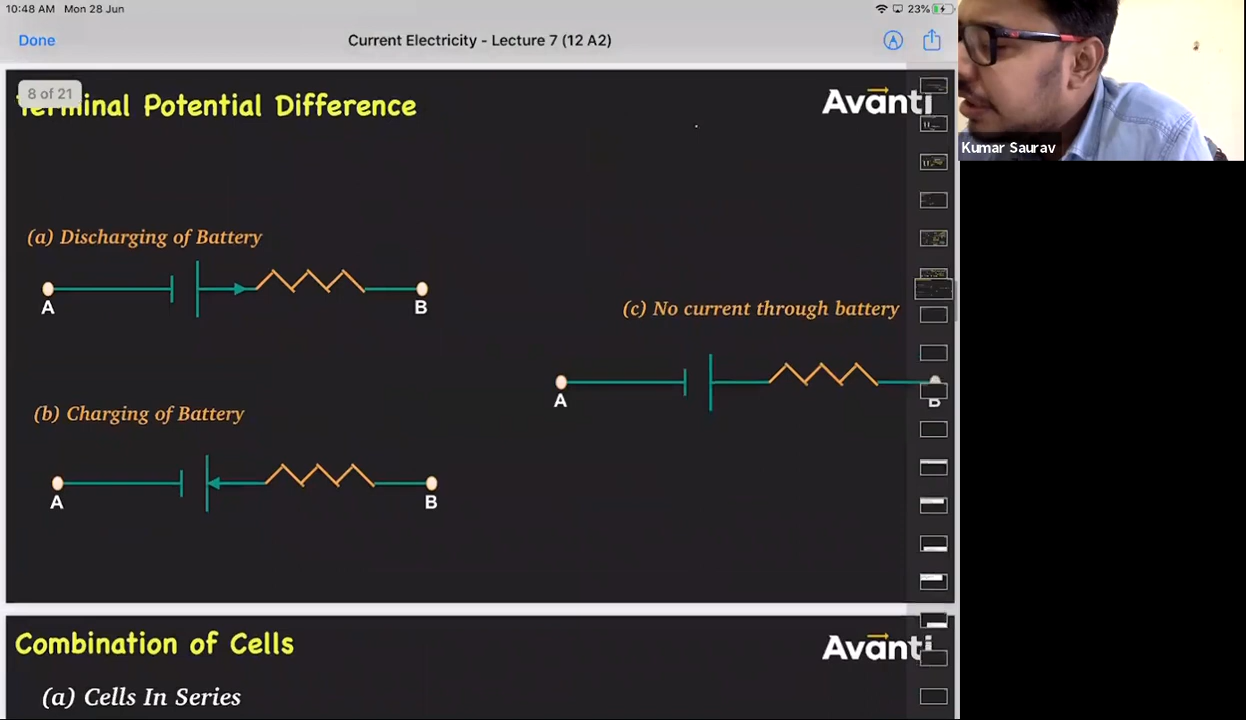 10:48 AM Mon 28 Jun
23%
Done
Current Electricity - Lecture 7 (12 A2)
8 of 21
Terminal Potential Difference
Avanti
Kumar Saurav
(a) Discharging of Battery
A
B
(c) No current through battery
A
B
(b) Charging of Battery
A
B
Combination of Cells
Avanti
(a) Cells In Series